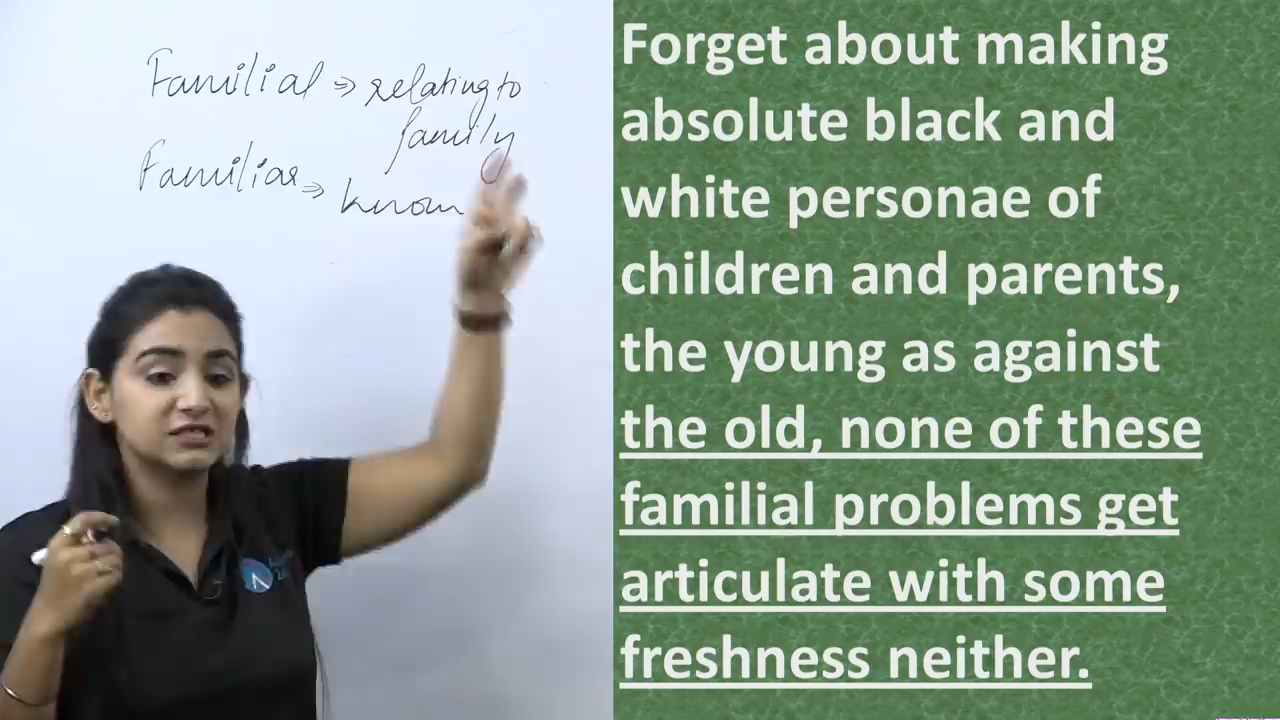 Familial ⇒ relating to
family
Familiar ⇒ known
Forget about making
absolute black and
white personae of
children and parents,
the young as against
the old, none of these
familial problems get
articulate with some
freshness neither.